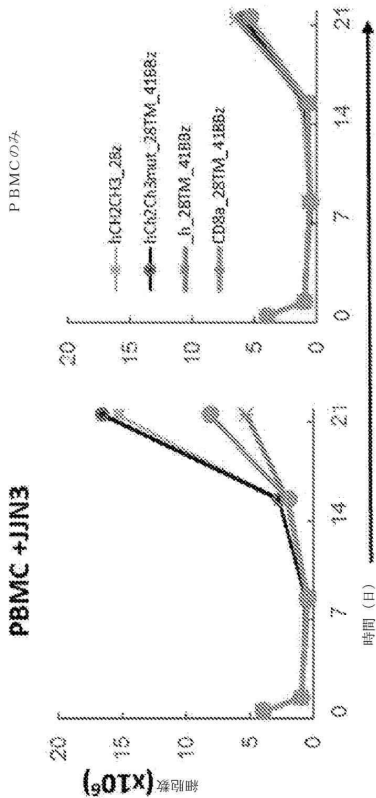 PBMC +JJN3
細胞数
(x10⁶)
20
15
10
5
0
0
7
14
21
PBMCのみ
20
15
10
5
0
hCH2CH3_28z
hCh2Ch3mut_28TM_41BBz
_h_28TM_41BBz
CD8a_28TM_41BBz
0
7
14
21
時間(日)